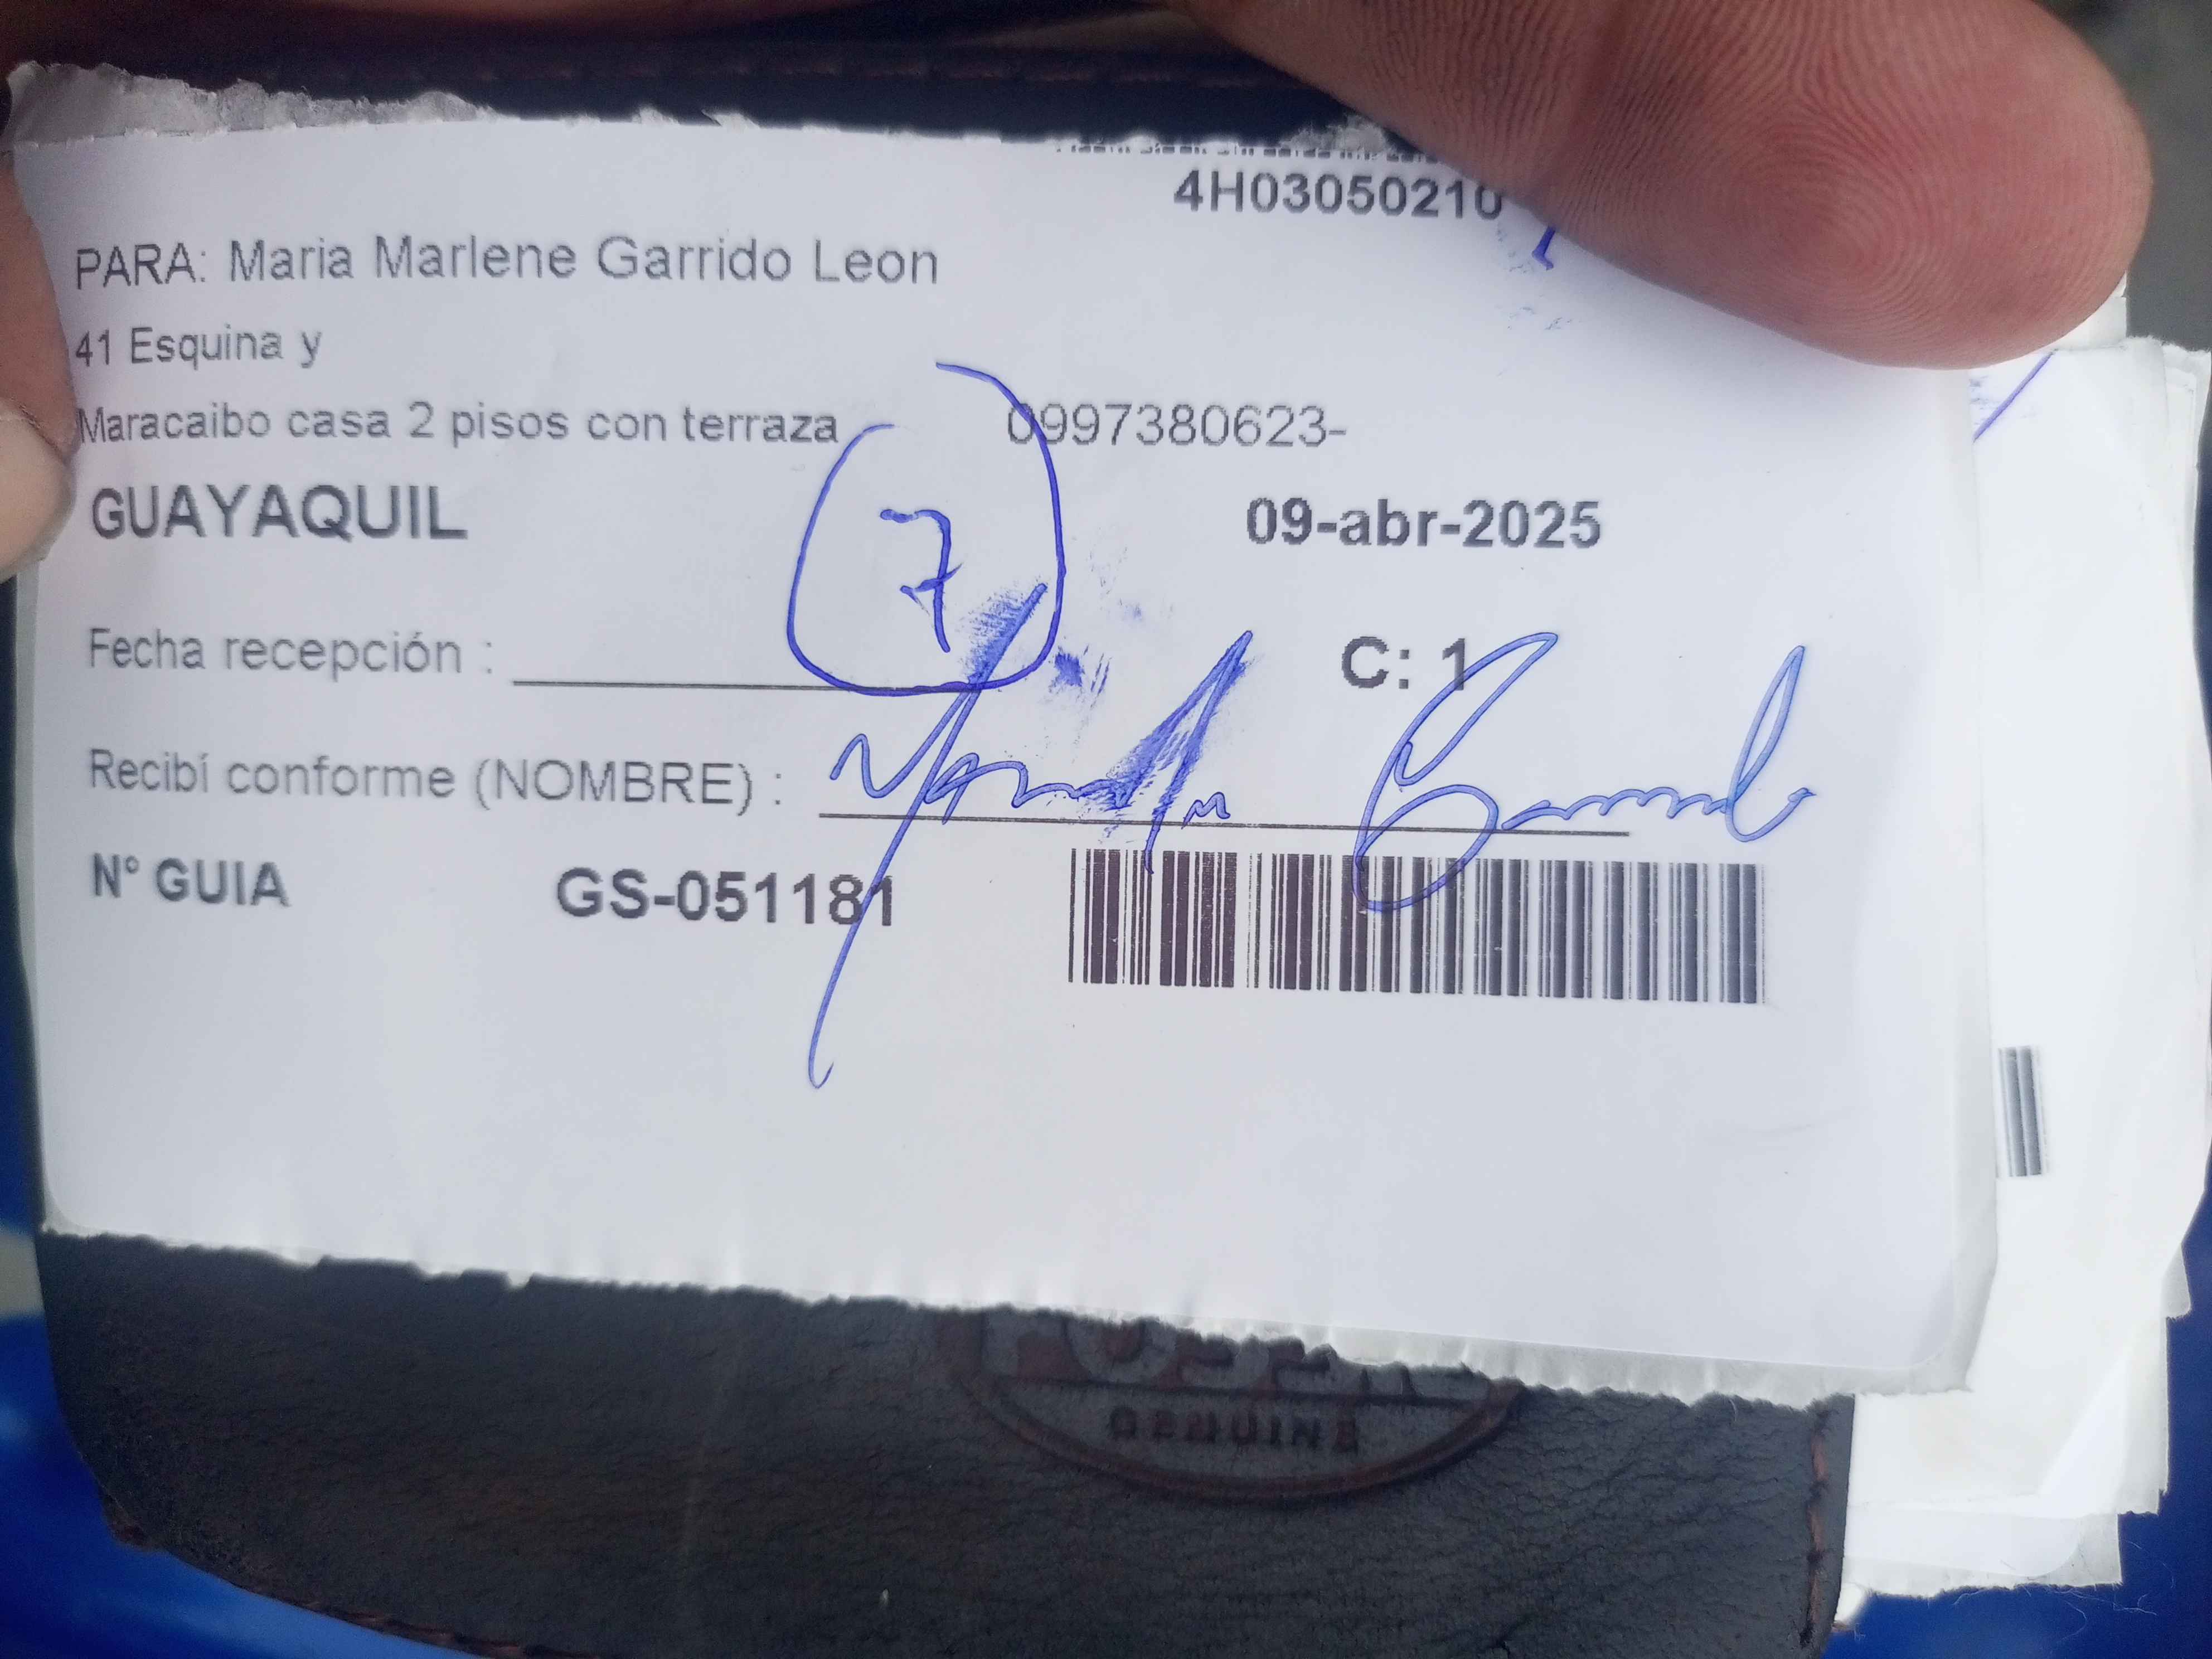 4H03050210
PARA: Maria Marlene Garrido Leon
41 Esquina y
Maracaibo casa 2 pisos con terraza 0997380623-
GUAYAQUIL 09-abr-2025
7
Fecha recepción : C: 1
Recibí conforme (NOMBRE) :
N° GUIA GS-051181
GENUINE